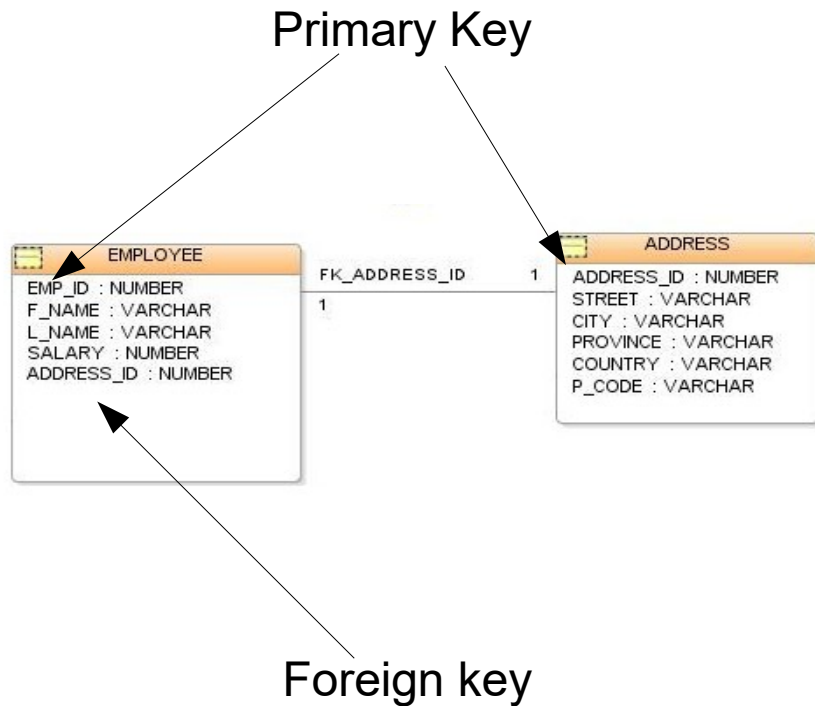 Primary Key
EMPLOYEE
EMP_ID : NUMBER
F_NAME : VARCHAR
L_NAME : VARCHAR
SALARY : NUMBER
ADDRESS_ID : NUMBER
FK_ADDRESS_ID 1
1
ADDRESS
ADDRESS_ID : NUMBER
STREET : VARCHAR
CITY : VARCHAR
PROVINCE : VARCHAR
COUNTRY : VARCHAR
P_CODE : VARCHAR
Foreign key